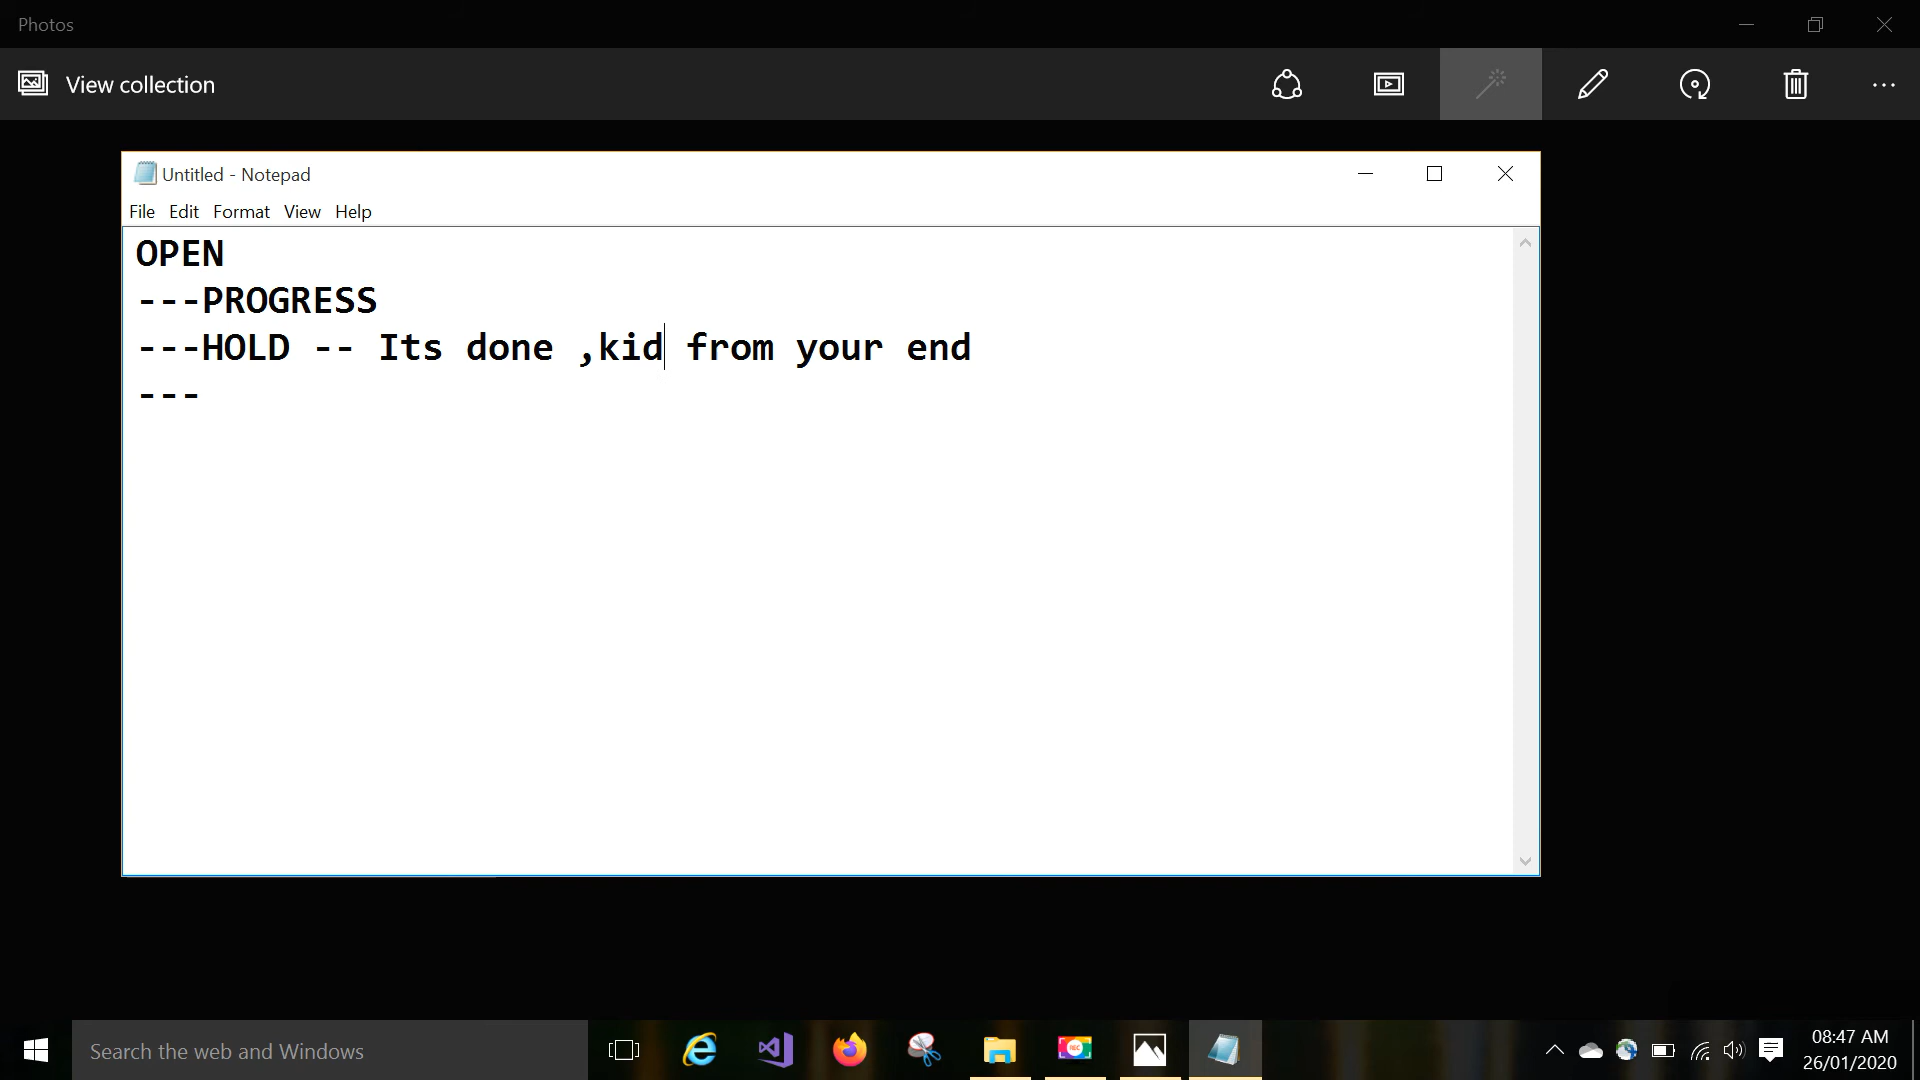 Photos
View collection
Untitled - Notepad
File Edit Format View Help
OPEN
---PROGRESS
---HOLD -- Its done ,kid from your end
---
Search the web and Windows
REC
08:47 AM
26/01/2020